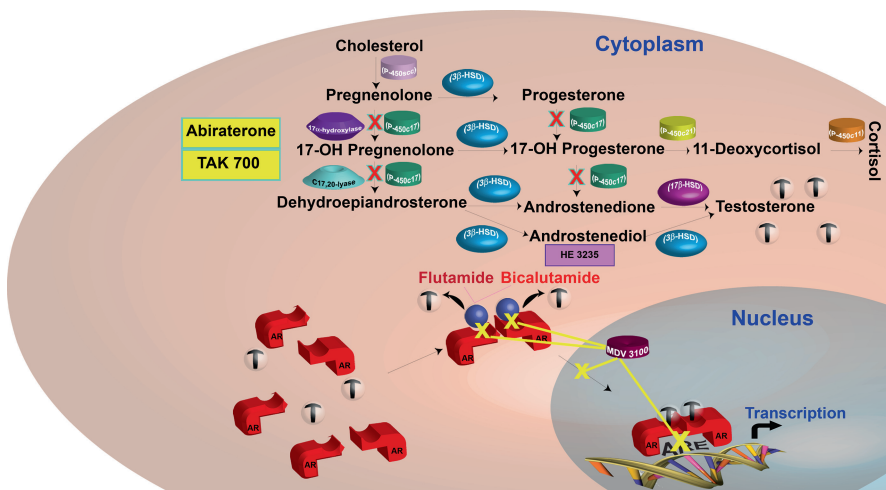 Cholesterol
Cytoplasm
(P-450scc)
Pregnenolone
(3β-HSD)
Progesterone
Abiraterone
TAK 700
17α-hydroxylase
X
(P-450c17)
X
(P-450c17)
(3β-HSD)
(P-450c21)
(P-450c11)
17-OH Pregnenolone
17-OH Progesterone
11-Deoxycortisol
Cortisol
C17,20-lyase
X
(P-450c17)
X
(P-450c17)
(3β-HSD)
(17β-HSD)
Dehydroepiandrosterone
Androstenedione
Testosterone
T
T
T
T
(3β-HSD)
Androstenediol
(3β-HSD)
HE 3235
Flutamide
Bicalutamide
T
T
X
X
AR
AR
AR
AR
T
T
T
AR
AR
MDV 3100
X
Nucleus
T
T
AR
AR
X
ARE
Transcription